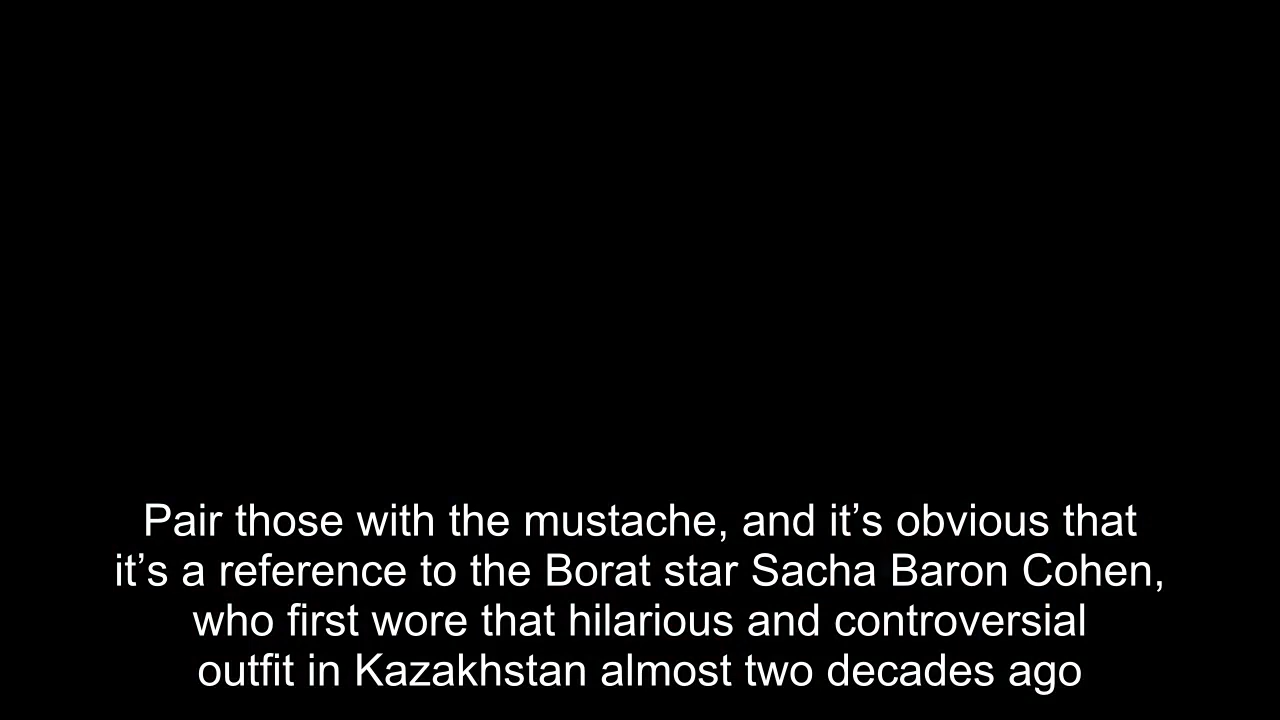 Pair those with the mustache, and it’s obvious that
it’s a reference to the Borat star Sacha Baron Cohen,
who first wore that hilarious and controversial
outfit in Kazakhstan almost two decades ago